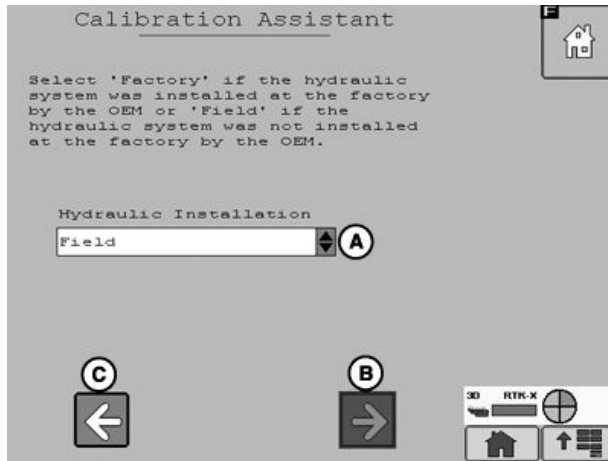 Calibration Assistant
F
Select 'Factory' if the hydraulic
system was installed at the factory
by the OEM or 'Field' if the
hydraulic system was not installed
at the factory by the OEM.
Hydraulic Installation
Field
A
C
B
3D RTK-X